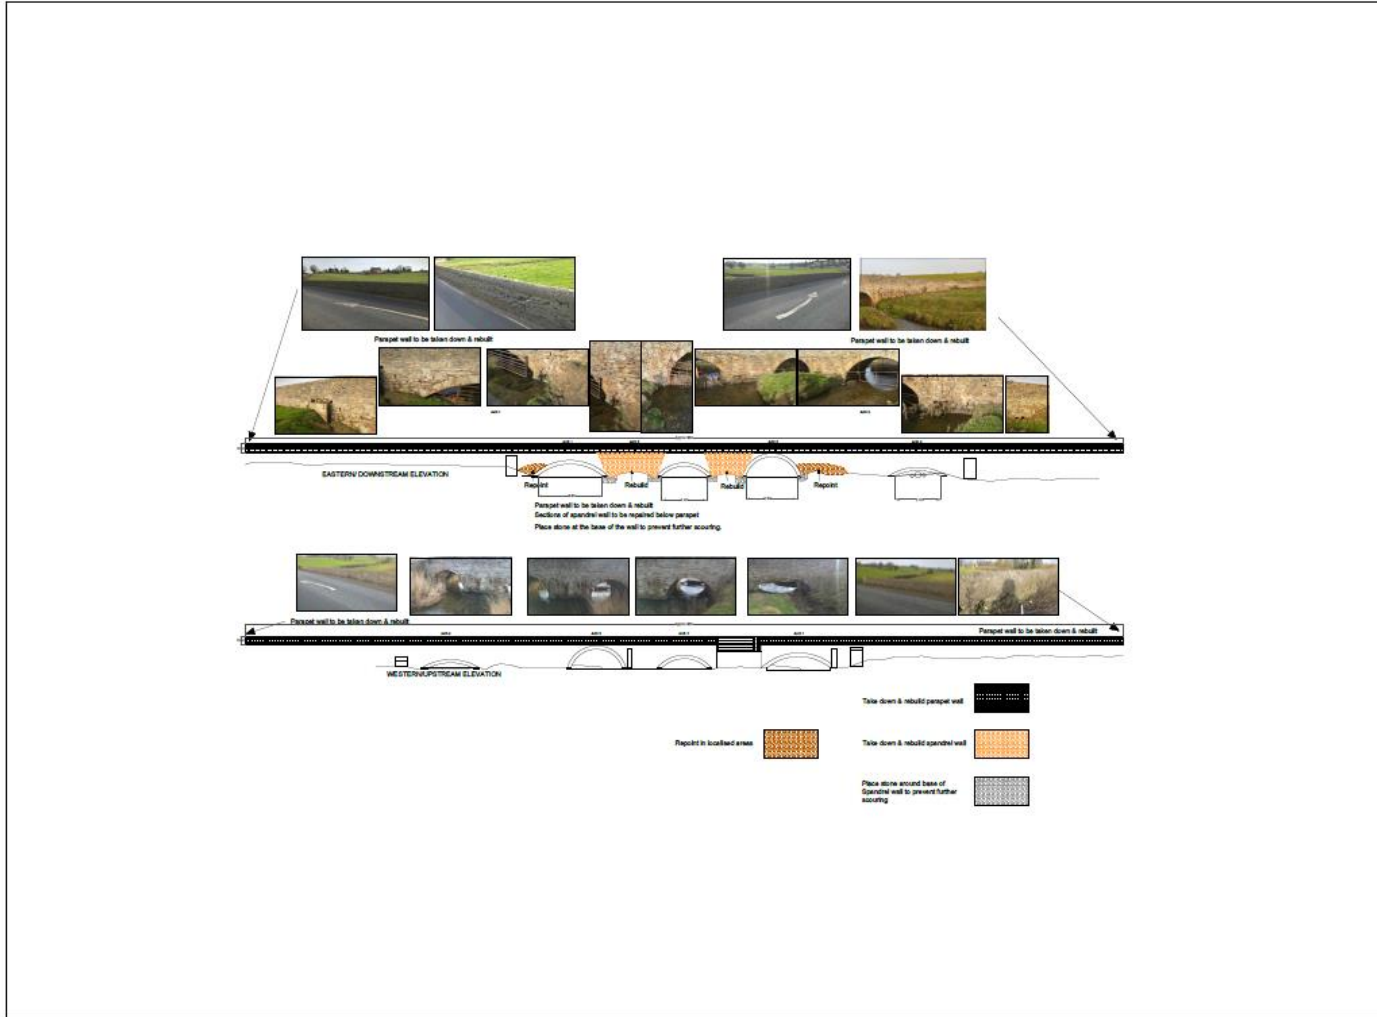 Parapet wall to be taken down & rebuilt
Parapet wall to be taken down & rebuilt
EASTERN/ DOWNSTREAM ELEVATION
Repoint
Rebuild
Rebuild
Repoint
Parapet wall to be taken down & rebuilt
Sections of spandrel wall to be repaired below parapet
Place stone at the base of the wall to prevent further scouring.
Parapet wall to be taken down & rebuilt
Parapet wall to be taken down & rebuilt
WESTERN/UPSTREAM ELEVATION
Take down & rebuild parapet wall
Repoint in localised areas
Take down & rebuild spandrel wall
Place stone around base of
Spandrel wall to prevent further
scouring